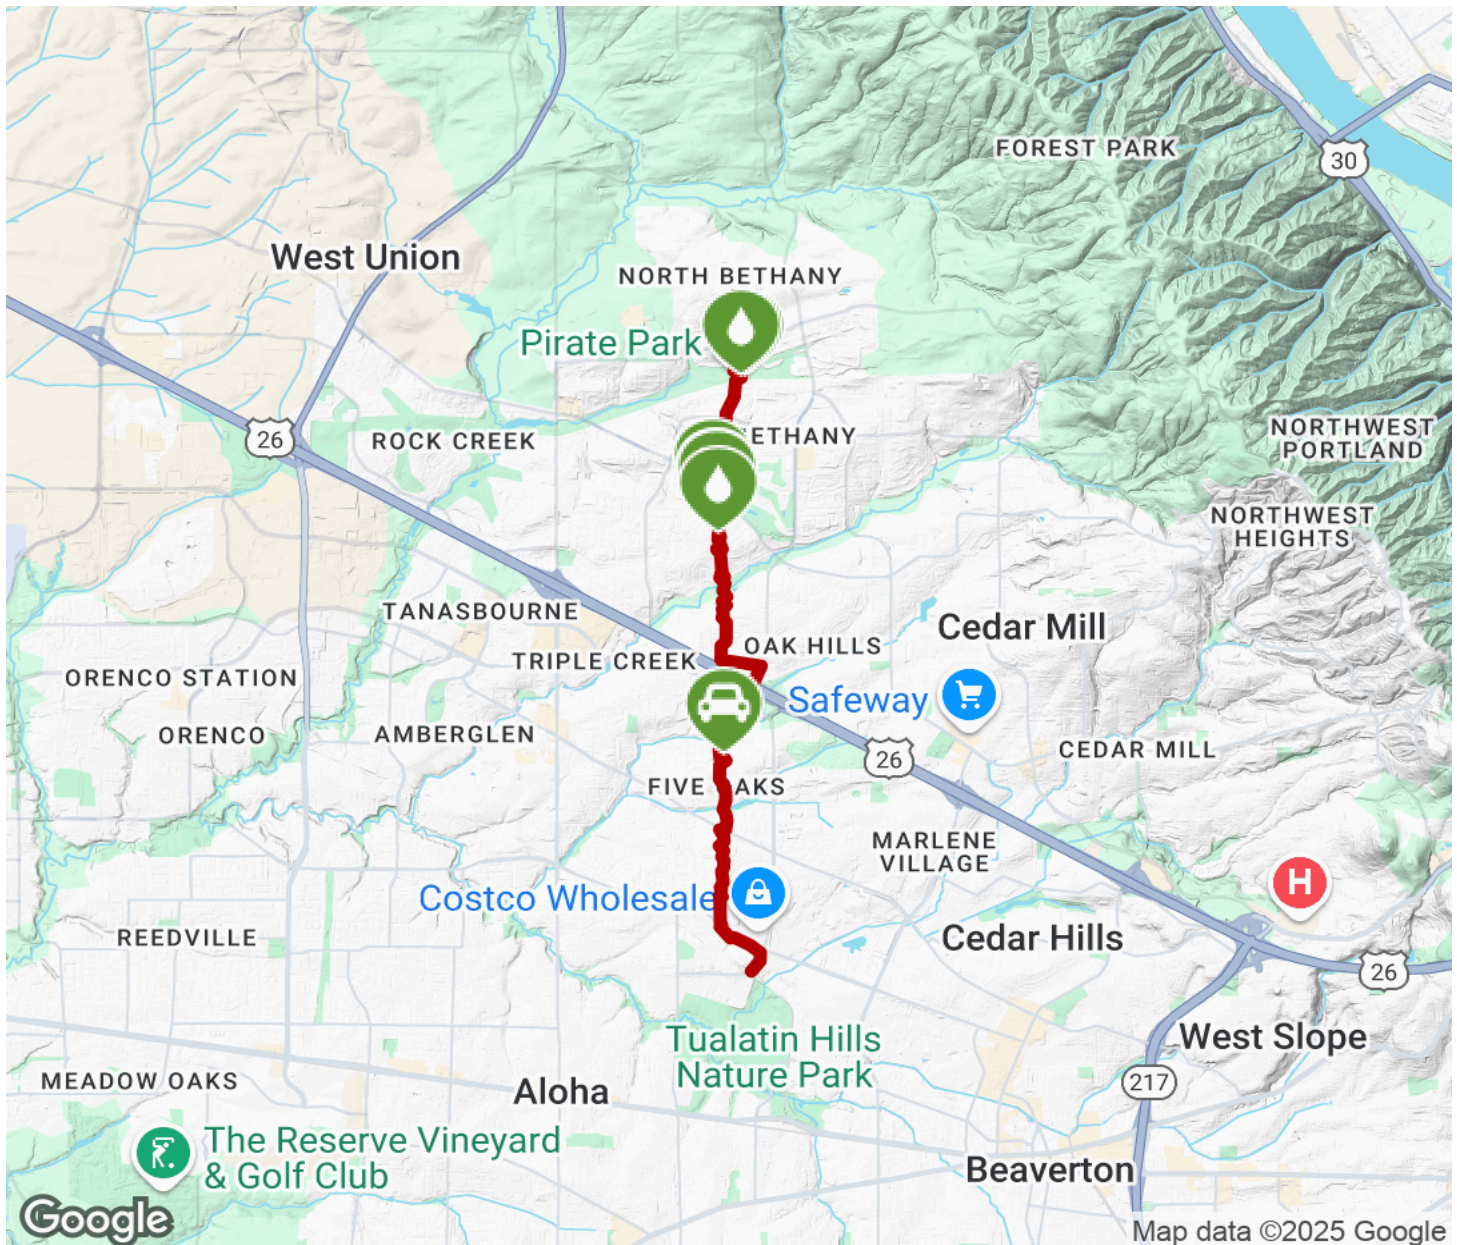 FOREST PARK
30
West Union
NORTH BETHANY
Pirate Park
26
ROCK CREEK
ETHANY
NORTHWEST
PORTLAND
NORTHWEST
HEIGHTS
TANASBOURNE
Cedar Mill
OAK HILLS
TRIPLE CREEK
ORENCO STATION
Safeway
ORENCO
AMBERGLEN
CEDAR MILL
26
FIVE AKS
MARLENE
VILLAGE
H
Costco Wholesale
REEDVILLE
Cedar Hills
26
Tualatin Hills
Nature Park
West Slope
MEADOW OAKS
Aloha
217
The Reserve Vineyard
& Golf Club
Beaverton
Google
Map data ©2025 Google